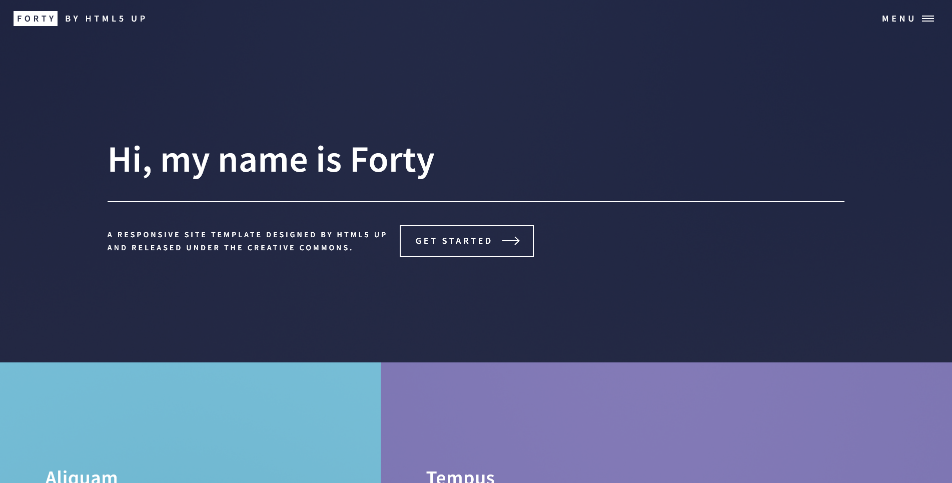 FORTY BY HTML5 UP
MENU
Hi, my name is Forty
A RESPONSIVE SITE TEMPLATE DESIGNED BY HTML5 UP
AND RELEASED UNDER THE CREATIVE COMMONS.
GET STARTED
Aliquam
Tempus